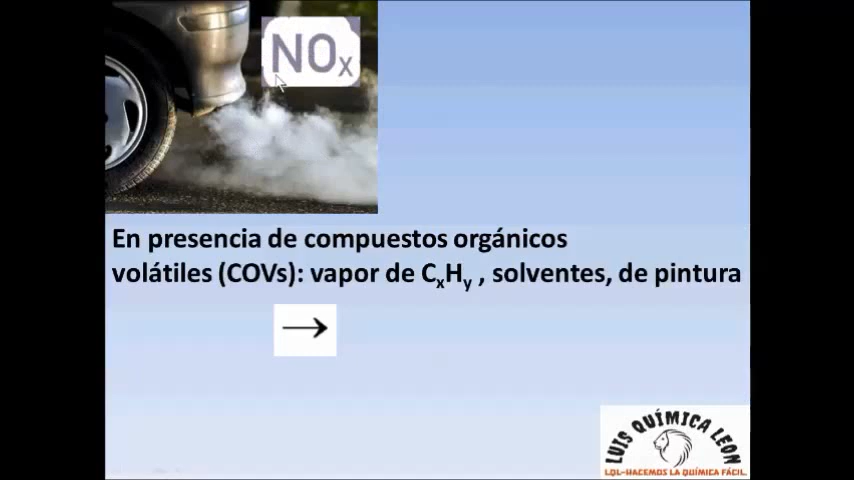 NOx
En presencia de compuestos orgánicos
volátiles (COVs): vapor de CxHy , solventes, de pintura
→
LUIS QUÍMICA LEON
LQL-HACEMOS LA QUÍMICA FÁCIL.